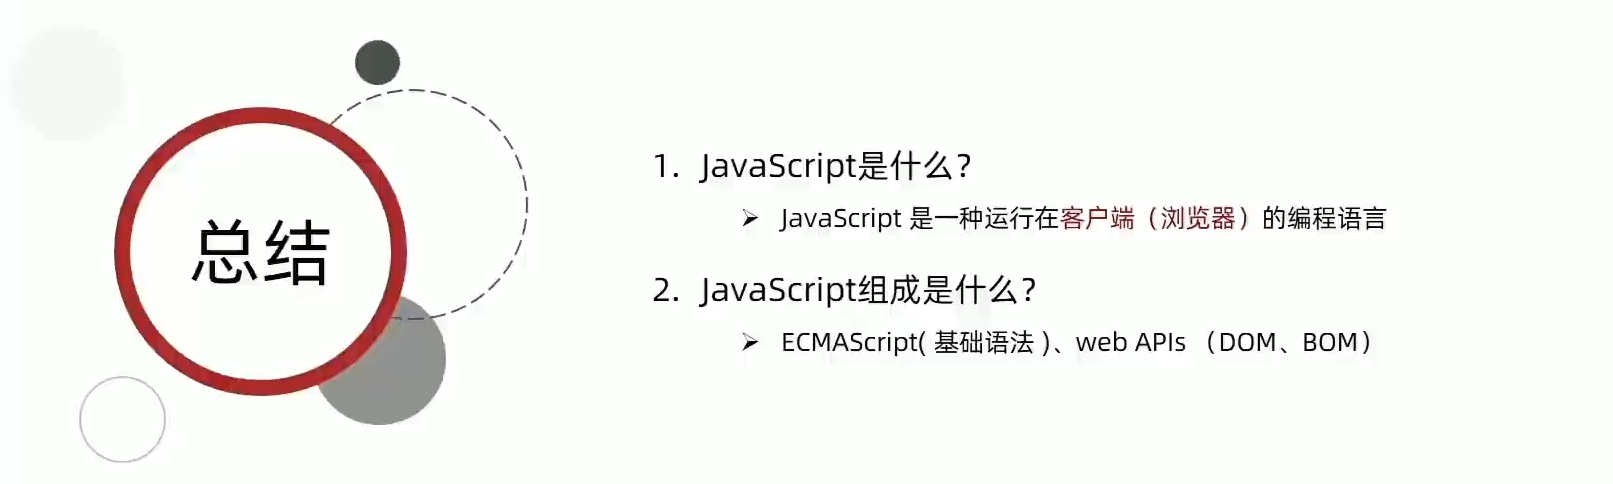 总结
1. JavaScript是什么?
➢ JavaScript 是一种运行在客户端（浏览器）的编程语言
2. JavaScript组成是什么?
➢ ECMAScript( 基础语法 )、web APIs （DOM、BOM）